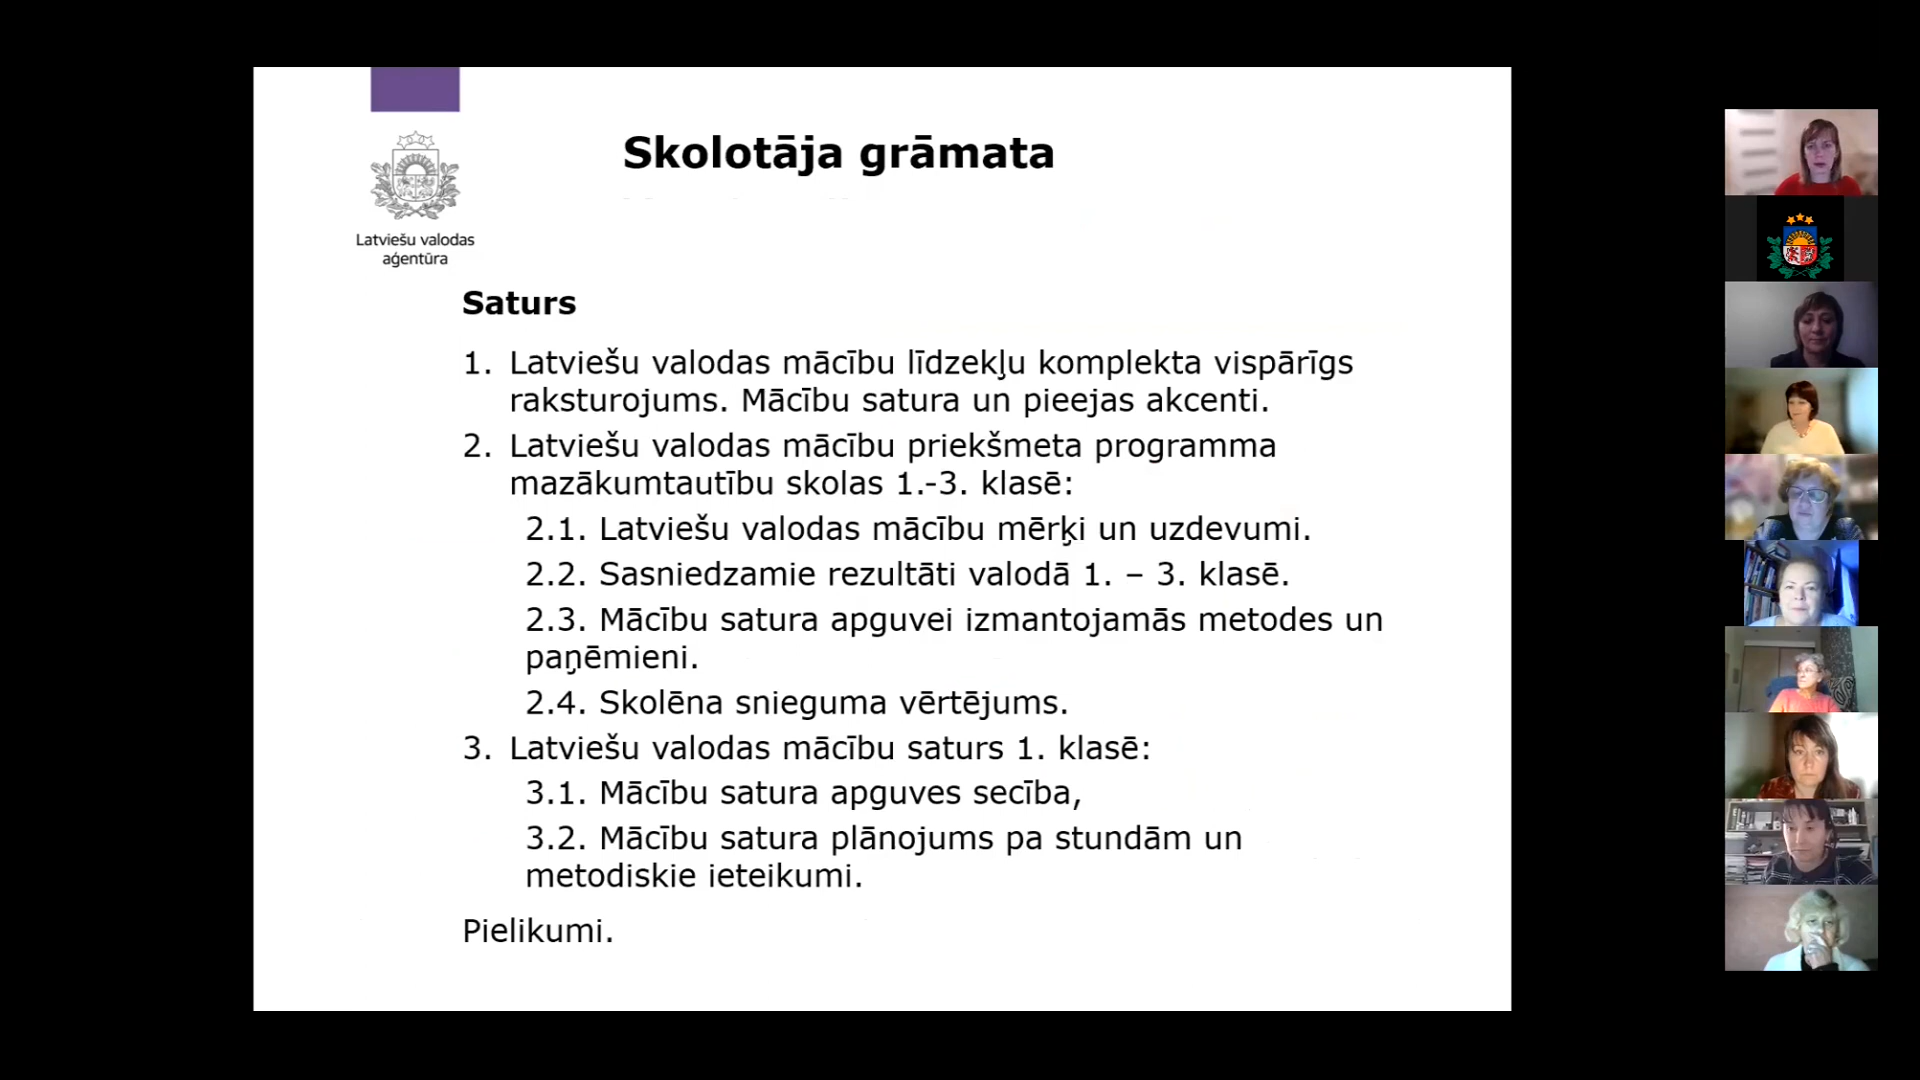 Skolotāja grāmata
Latviešu valodas
aģentūra
Saturs
1. Latviešu valodas mācību līdzekļu komplekta vispārīgs
raksturojums. Mācību satura un pieejas akcenti.
2. Latviešu valodas mācību priekšmeta programma
mazākumtautību skolas 1.-3. klasē:
2.1. Latviešu valodas mācību mērķi un uzdevumi.
2.2. Sasniedzamie rezultāti valodā 1. – 3. klasē.
2.3. Mācību satura apguvei izmantojamās metodes un
paņēmieni.
2.4. Skolēna snieguma vērtējums.
3. Latviešu valodas mācību saturs 1. klasē:
3.1. Mācību satura apguves secība,
3.2. Mācību satura plānojums pa stundām un
metodiskie ieteikumi.
Pielikumi.